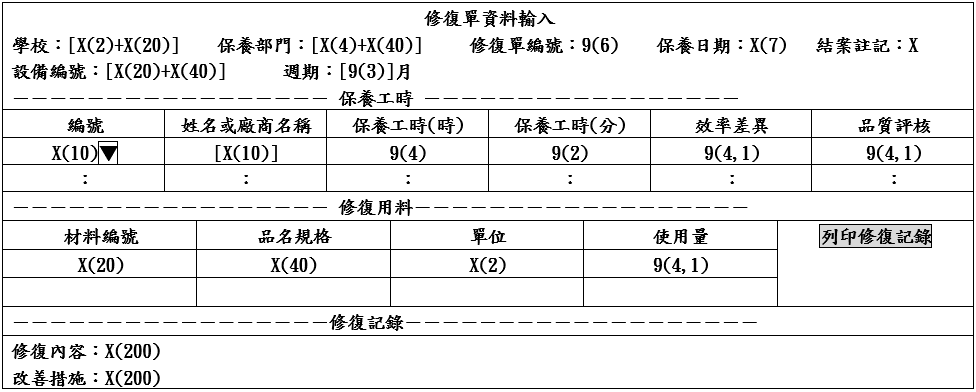 修復單資料輸入
學校：[X(2)+X(20)] 保養部門：[X(4)+X(40)] 修復單編號：9(6) 保養日期：X(7) 結案註記：X
設備編號：[X(20)+X(40)] 週期：[9(3)]月
－－－－－－－－－－－－－－－－－－ 保養工時 －－－－－－－－－－－－－－－－－－
編號 姓名或廠商名稱 保養工時(時) 保養工時(分) 效率差異 品質評核
X(10)▼ [X(10)] 9(4) 9(2) 9(4,1) 9(4,1)
： ： ： ： ： ：
－－－－－－－－－－－－－－－－－－ 修復用料－－－－－－－－－－－－－－－－－－－
材料編號 品名規格 單位 使用量 列印修復記錄
X(20) X(40) X(2) 9(4,1)
－－－－－－－－－－－－－－－－－－修復記錄－－－－－－－－－－－－－－－－－－－－
修復內容：X(200)
改善措施：X(200)